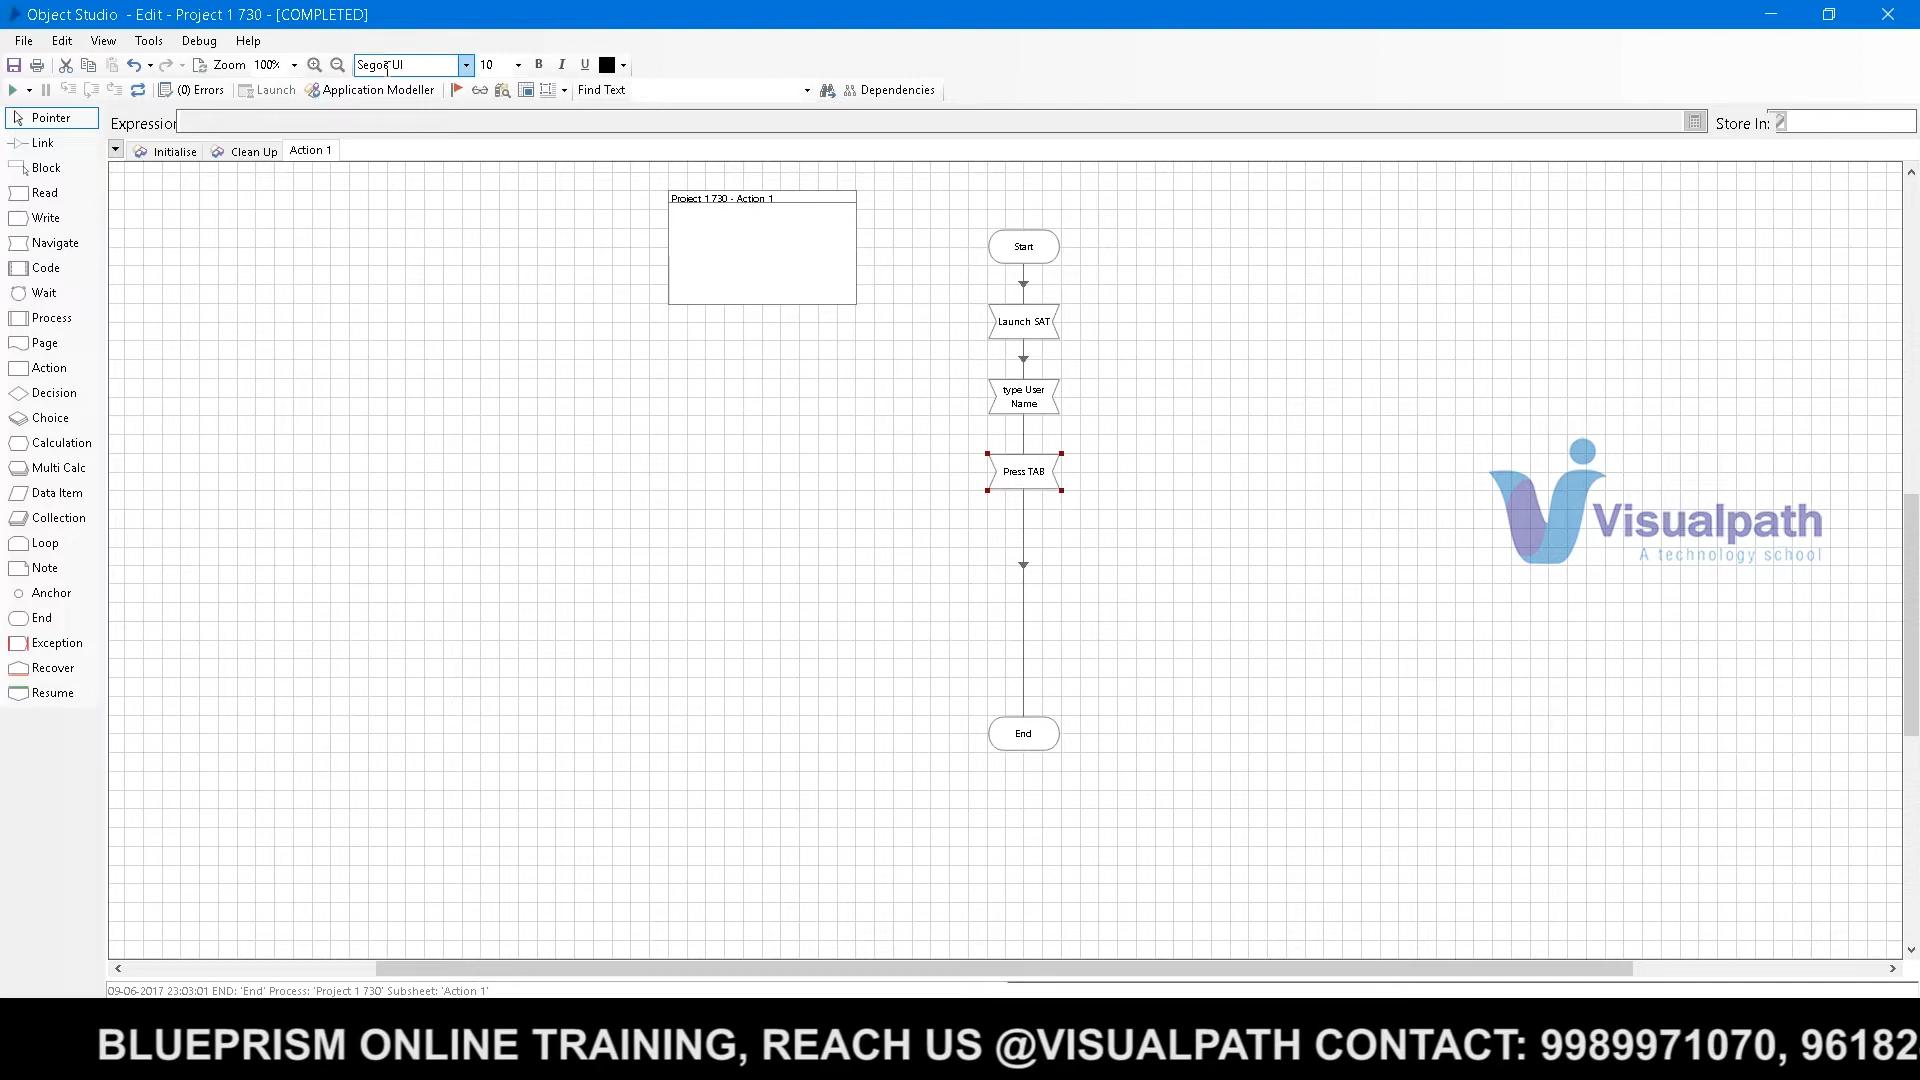 Object Studio - Edit - Project 1 730 - [COMPLETED]
File Edit View Tools Debug Help
Zoom 100% Segoe UI 10 B I U
(0) Errors Launch Application Modeller Find Text Dependencies
Pointer
Expression Store In:
Link
Initialise Clean Up Action 1
Block
Read
Write
Navigate
Code
Wait
Process
Page
Action
Decision
Choice
Calculation
Multi Calc
Data Item
Collection
Loop
Note
Anchor
End
Exception
Recover
Resume
Project 1 730 - Action 1
Start
Launch SAT
type User
Name
Press TAB
End
Visualpath
A technology school
09-06-2017 23:03:01 END: 'End' Process: 'Project 1 730' Subsheet: 'Action 1'
BLUEPRISM ONLINE TRAINING, REACH US @VISUALPATH CONTACT: 9989971070, 96182